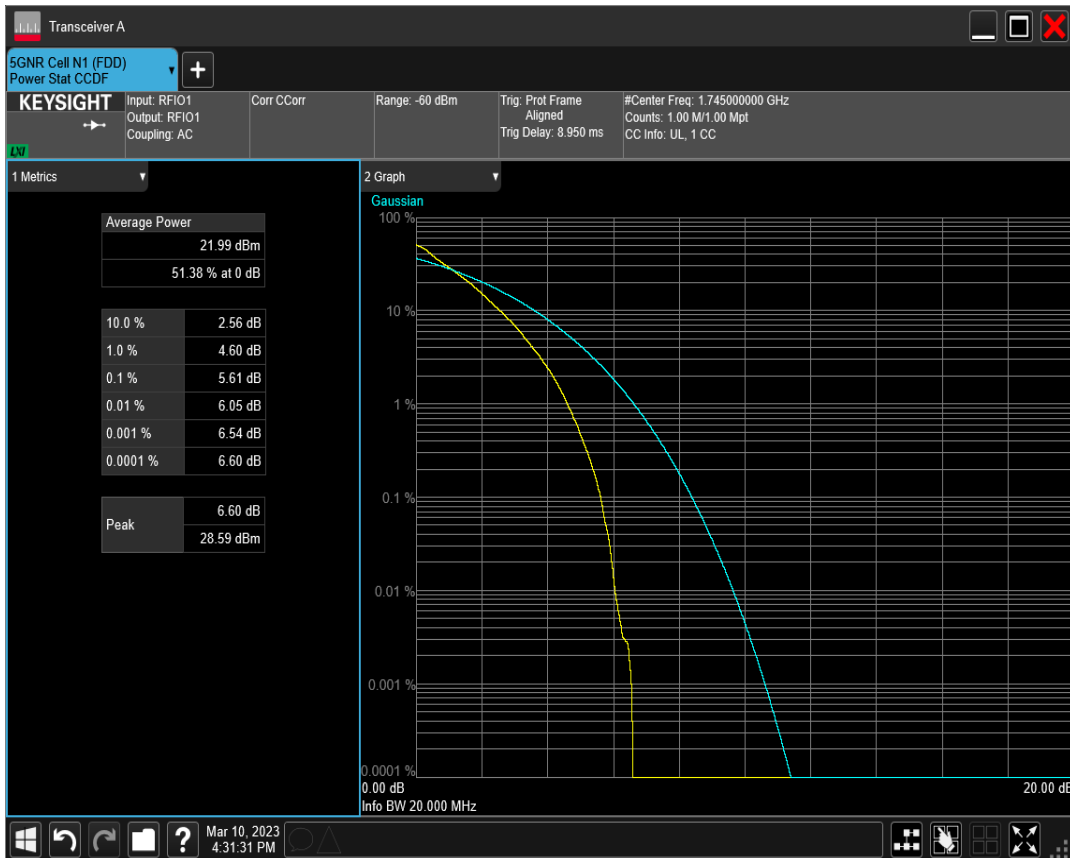 Transceiver A
5GNR Cell N1 (FDD)
Power Stat CCDF
KEYSIGHT
LXI
Input: RFIO1
Output: RFIO1
Coupling: AC
Corr CCorr
Range: -60 dBm
Trig: Prot Frame
Aligned
Trig Delay: 8.950 ms
#Center Freq: 1.745000000 GHz
Counts: 1.00 M/1.00 Mpt
CC Info: UL, 1 CC
1 Metrics
Average Power
21.99 dBm
51.38 % at 0 dB
10.0 % 2.56 dB
1.0 % 4.60 dB
0.1 % 5.61 dB
0.01 % 6.05 dB
0.001 % 6.54 dB
0.0001 % 6.60 dB
Peak 6.60 dB
28.59 dBm
2 Graph
Gaussian
100 %
10 %
1 %
0.1 %
0.01 %
0.001 %
0.0001 %
0.00 dB 20.00 dB
Info BW 20.000 MHz
?
Mar 10, 2023
4:31:31 PM